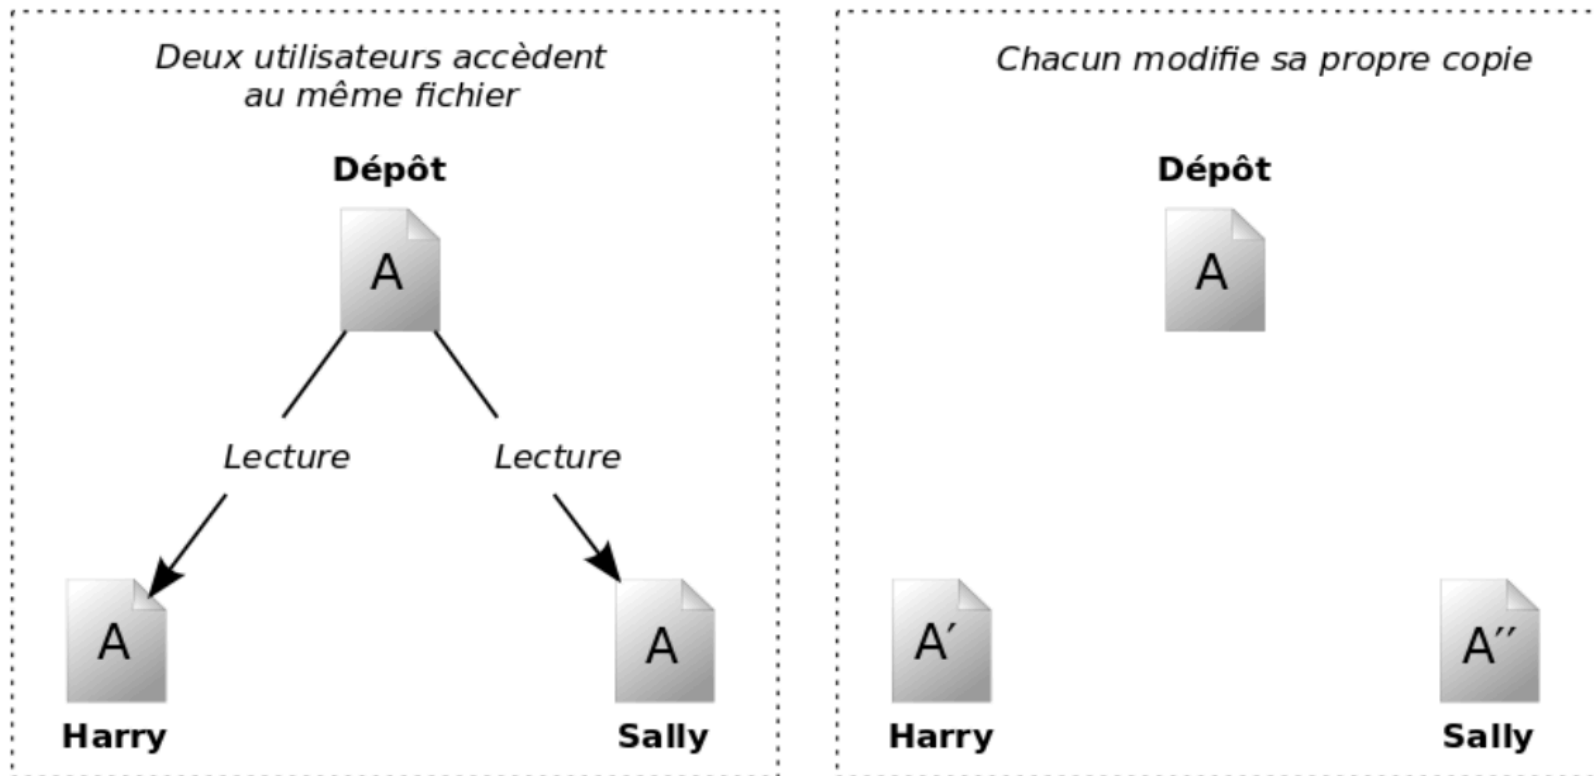 Deux utilisateurs accèdent
au même fichier
Dépôt
A
Lecture
Lecture
A
A
Harry
Sally
Chacun modifie sa propre copie
Dépôt
A
A′
A′′
Harry
Sally